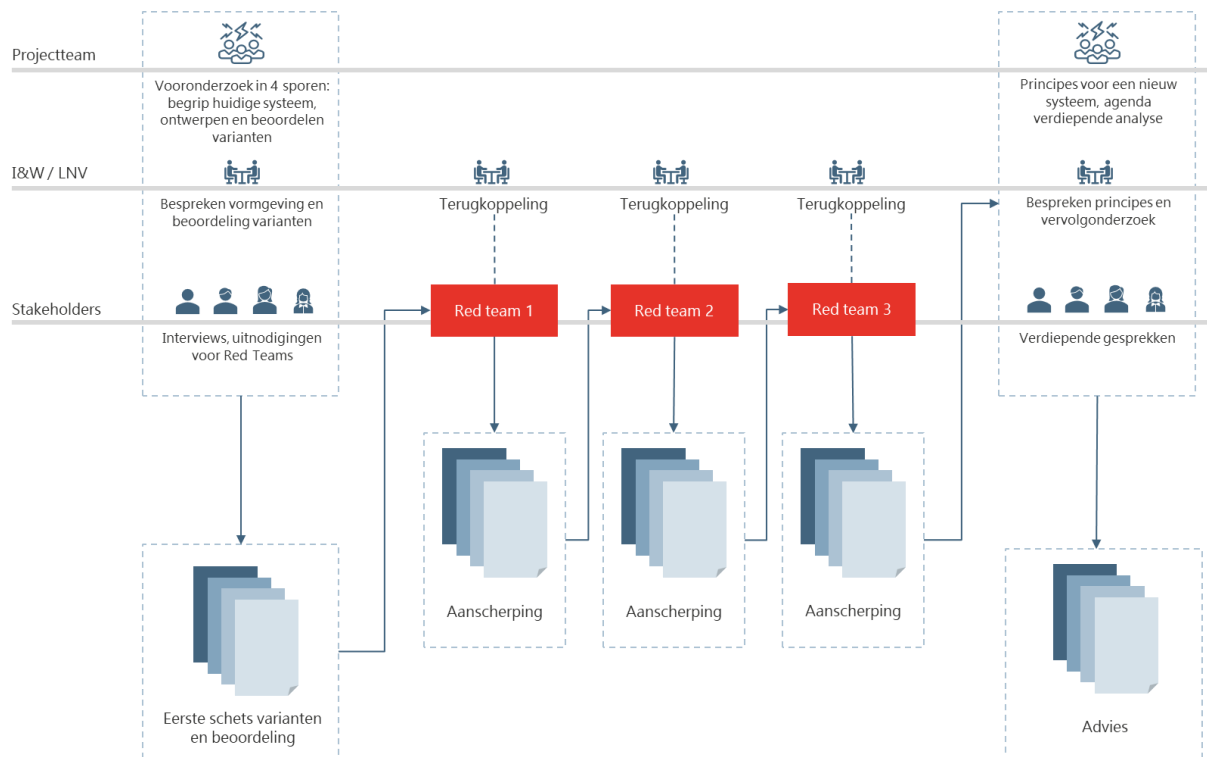 Projectteam
Vooronderzoek in 4 sporen:
begrip huidige systeem,
ontwerpen en beoordelen
varianten
Principes voor een nieuw
systeem, agenda
verdiepende analyse
I&W / LNV
Bespreken vormgeving en
beoordeling varianten
Terugkoppeling
Terugkoppeling
Terugkoppeling
Bespreken principes en
vervolgonderzoek
Stakeholders
Interviews, uitnodigingen
voor Red Teams
Red team 1
Red team 2
Red team 3
Verdiepende gesprekken
Aanscherping
Aanscherping
Aanscherping
Eerste schets varianten
en beoordeling
Advies